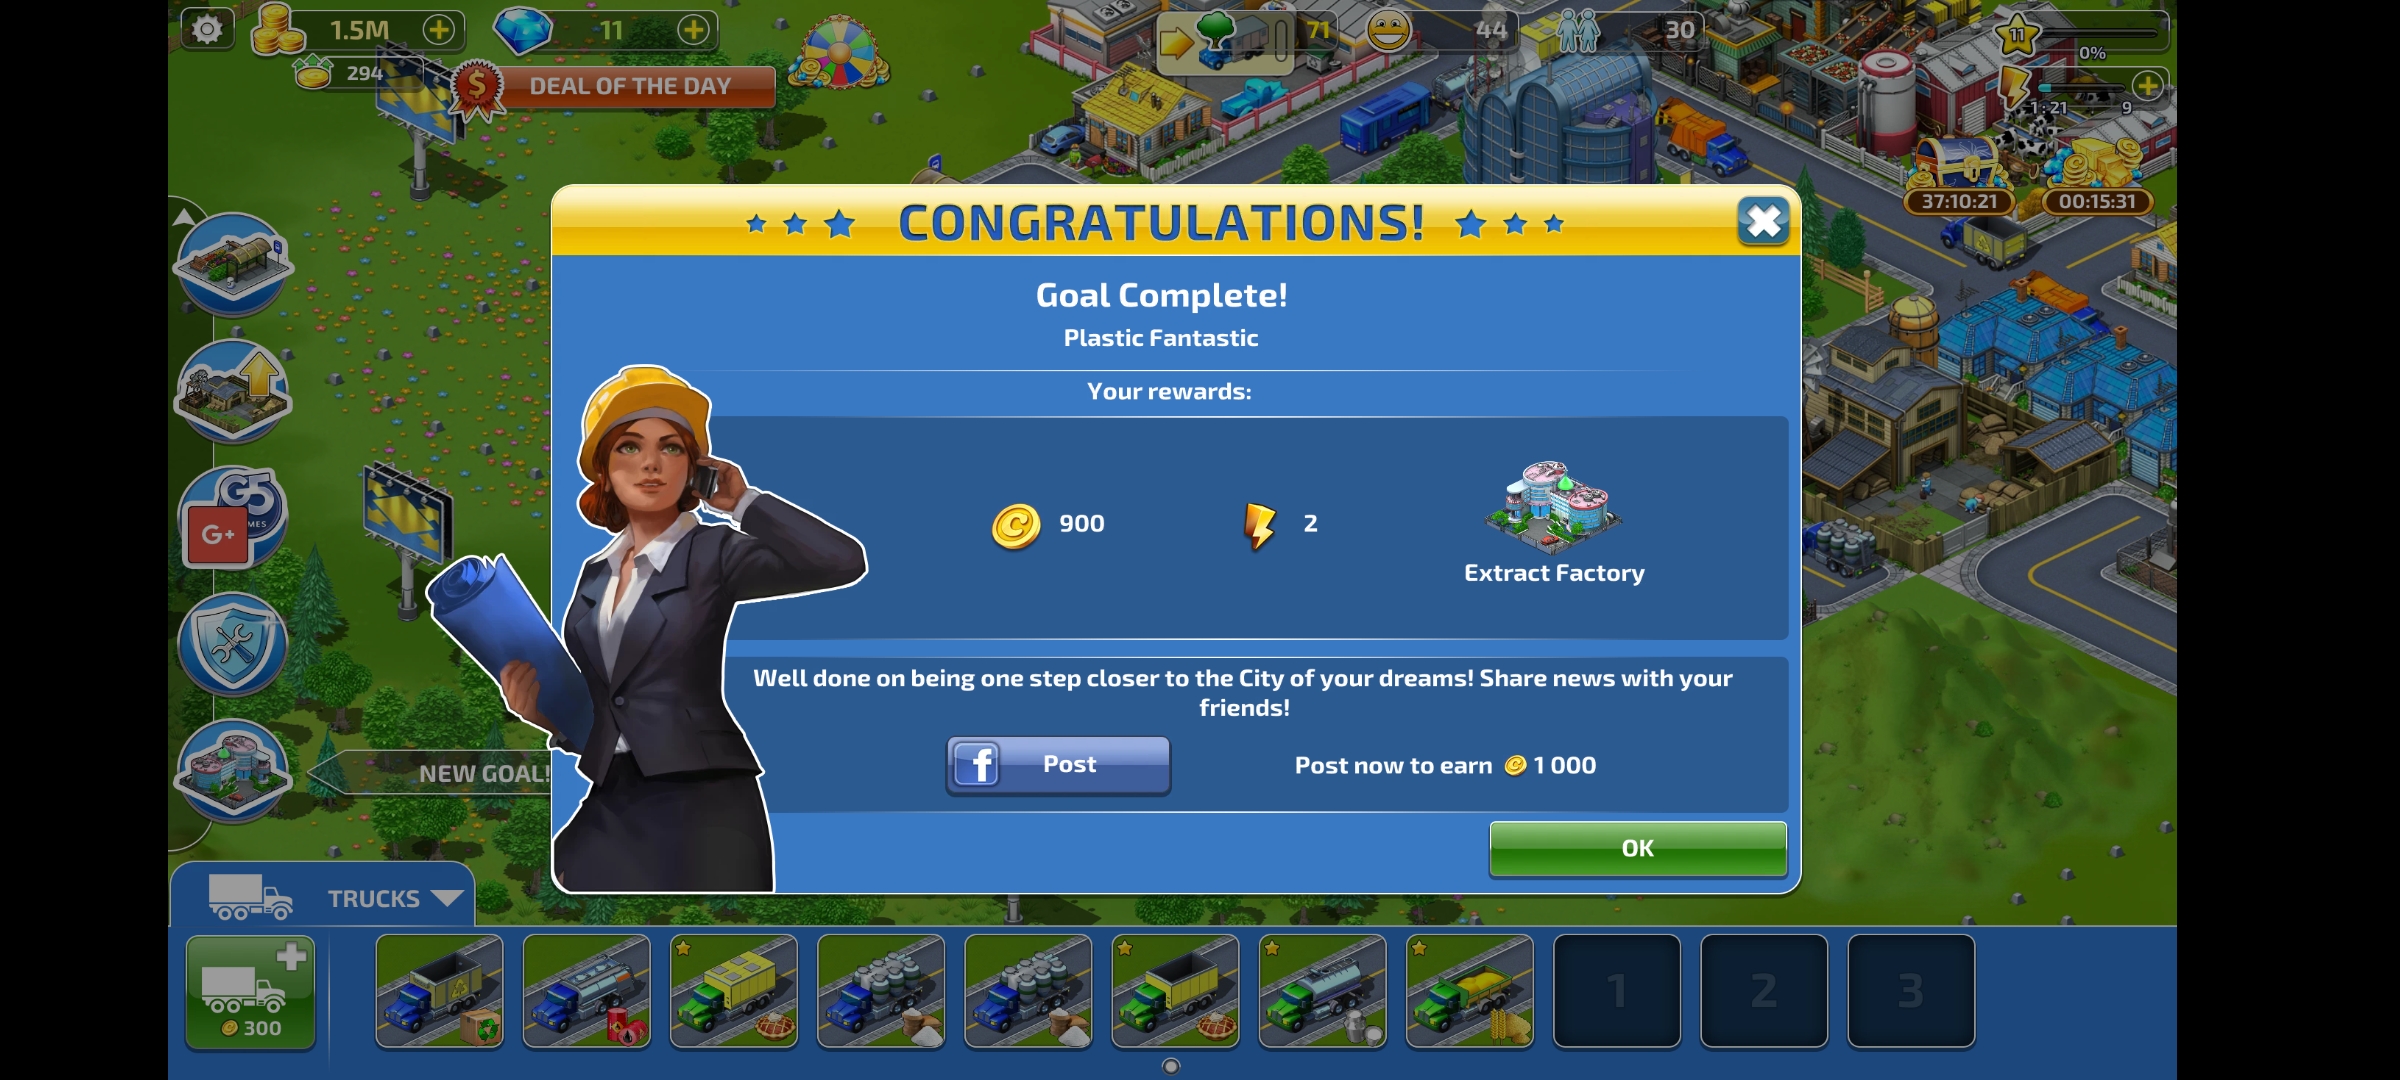 1.5M
11
71
44
30
11
0%
294
DEAL OF THE DAY
1:21
9
37:10:21
00:15:31
CONGRATULATIONS!
Goal Complete!
Plastic Fantastic
Your rewards:
900
2
Extract Factory
G5
MES
G+
Well done on being one step closer to the City of your dreams! Share news with your
friends!
f Post
Post now to earn 1 000
NEW GOAL!
OK
TRUCKS
300
1
2
3